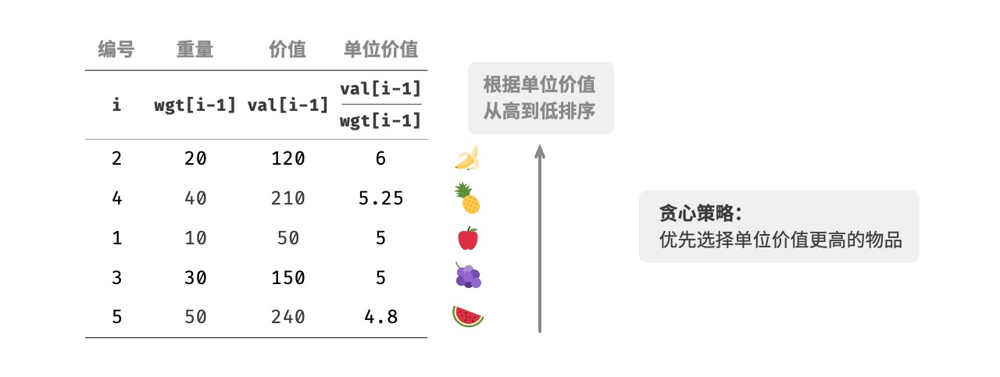 编号 重量 价值 单位价值
i wgt[i-1] val[i-1] val[i-1]
wgt[i-1]
2 20 120 6
4 40 210 5.25
1 10 50 5
3 30 150 5
5 50 240 4.8
根据单位价值
从高到低排序
贪心策略：
优先选择单位价值更高的物品